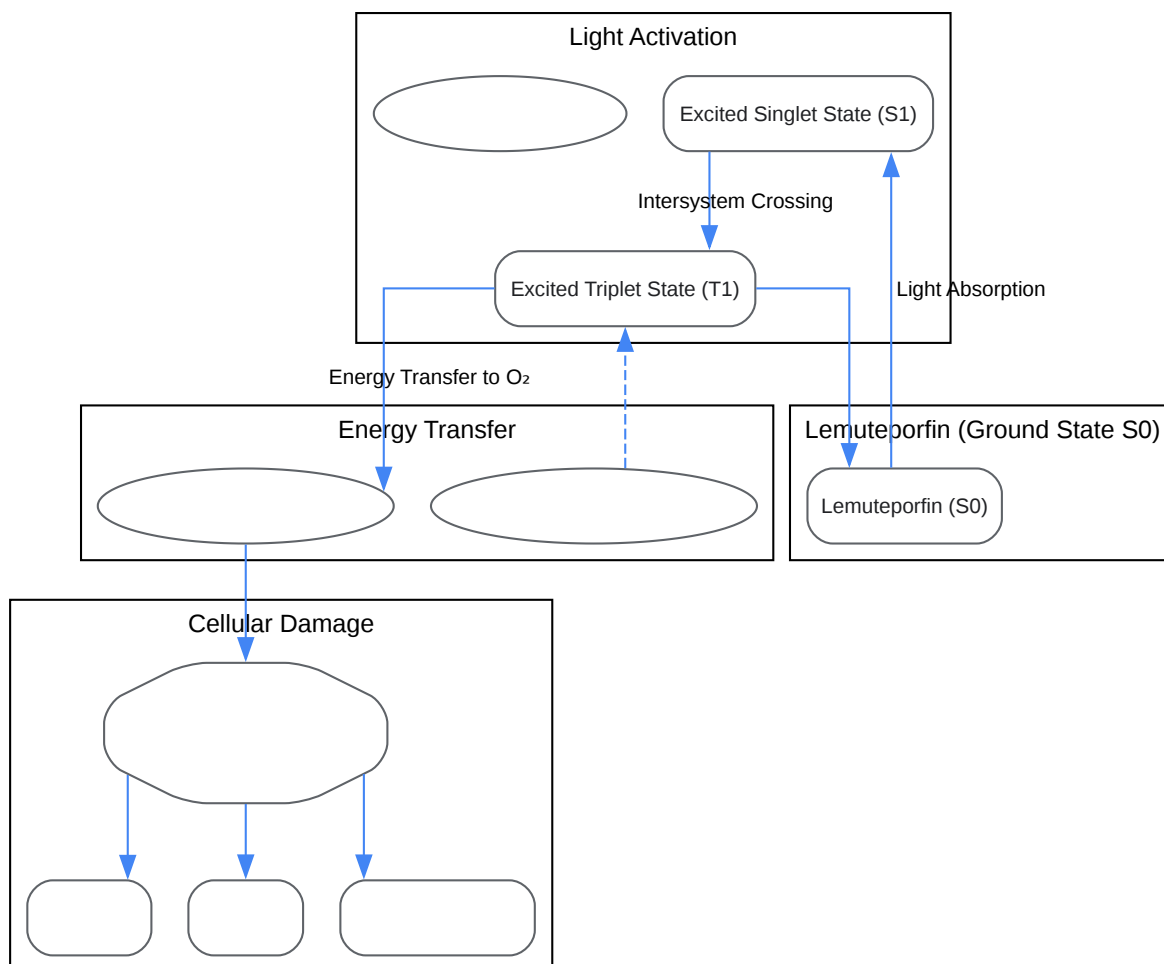 Light Activation
Excited Singlet State (S1)
Intersystem Crossing
Excited Triplet State (T1)
Light Absorption
Energy Transfer to O₂
Energy Transfer
Lemuteporfin (Ground State S0)
Lemuteporfin (S0)
Cellular Damage